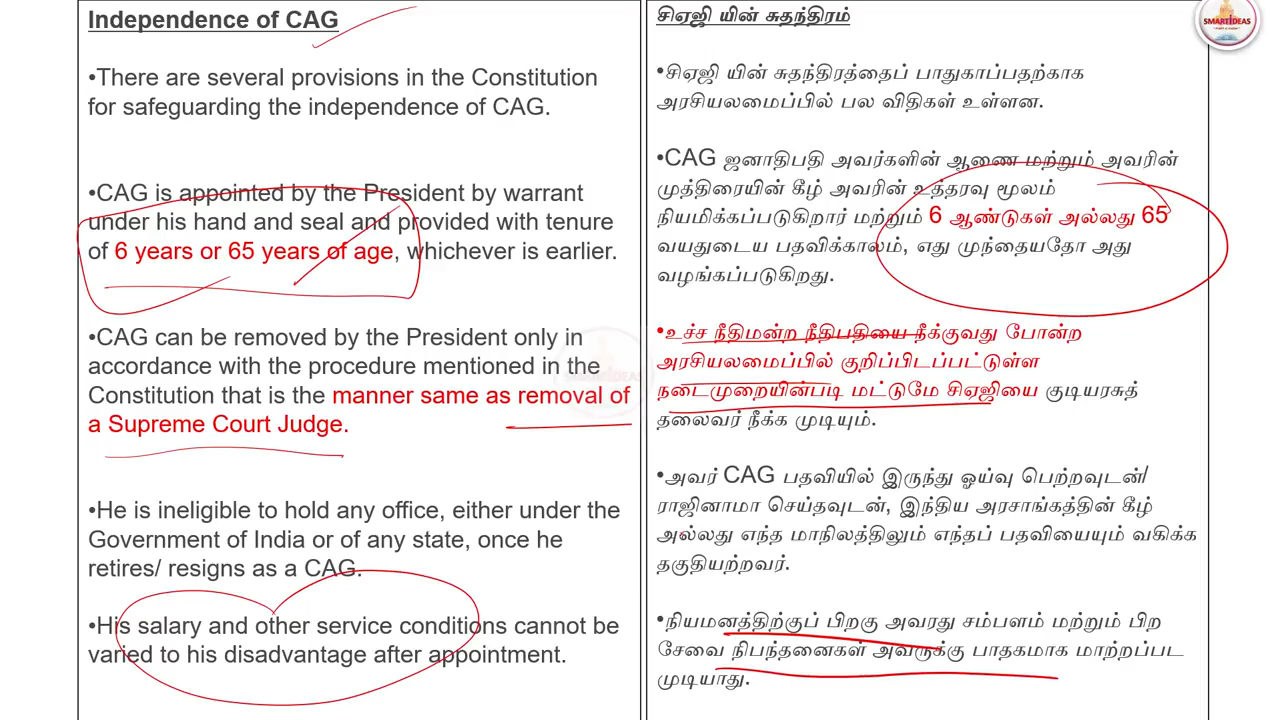 Independence of CAG
•There are several provisions in the Constitution
for safeguarding the independence of CAG.
•CAG is appointed by the President by warrant
under his hand and seal and provided with tenure
of 6 years or 65 years of age, whichever is earlier.
•CAG can be removed by the President only in
accordance with the procedure mentioned in the
Constitution that is the manner same as removal of
a Supreme Court Judge.
•He is ineligible to hold any office, either under the
Government of India or of any state, once he
retires/ resigns as a CAG.
•His salary and other service conditions cannot be
varied to his disadvantage after appointment.
சிஏஜி யின் சுதந்திரம்
•சிஏஜி யின் சுதந்திரத்தைப் பாதுகாப்பதற்காக
அரசியலமைப்பில் பல விதிகள் உள்ளன.
•CAG ஜனாதிபதி அவர்களின் ஆணை மற்றும் அவரின்
முத்திரையின் கீழ் அவரின் உத்தரவு மூலம்
நியமிக்கப்படுகிறார் மற்றும் 6 ஆண்டுகள் அல்லது 65
வயதுடைய பதவிக்காலம், எது முந்தையதோ அது
வழங்கப்படுகிறது.
•உச்ச நீதிமன்ற நீதிபதியை நீக்குவது போன்ற
அரசியலமைப்பில் குறிப்பிடப்பட்டுள்ள
நடைமுறையின்படி மட்டுமே சிஏஜியை குடியரசுத்
தலைவர் நீக்க முடியும்.
•அவர் CAG பதவியில் இருந்து ஓய்வு பெற்றவுடன்/
ராஜினாமா செய்தவுடன், இந்திய அரசாங்கத்தின் கீழ்
அல்லது எந்த மாநிலத்திலும் எந்தப் பதவியையும் வகிக்க
தகுதியற்றவர்.
•நியமனத்திற்குப் பிறகு அவரது சம்பளம் மற்றும் பிற
சேவை நிபந்தனைகள் அவருக்கு பாதகமாக மாற்றப்பட
முடியாது.
SMART IDEAS